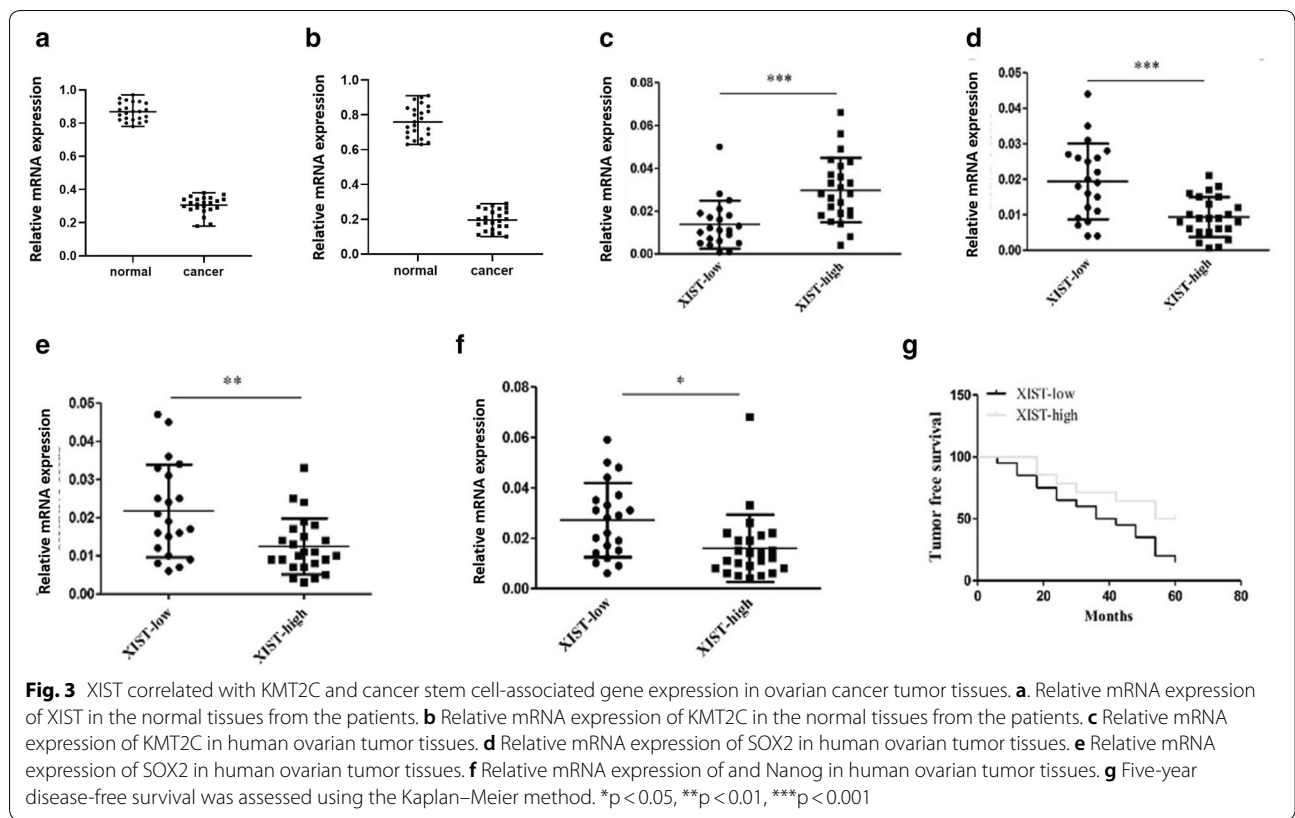 a
Relative mRNA expression
1.0
0.8
0.6
0.4
0.2
0.0
normal
cancer
b
Relative mRNA expression
1.0
0.8
0.6
0.4
0.2
0.0
normal
cancer
c
Relative mRNA expression
0.08
0.06
0.04
0.02
0.00
***
XIST-low
XIST-high
d
Relative mRNA expression
0.05
0.04
0.03
0.02
0.01
0.00
***
XIST-low
XIST-high
e
Relative mRNA expression
0.05
0.04
0.03
0.02
0.01
0.00
**
XIST-low
XIST-high
f
Relative mRNA expression
0.08
0.06
0.04
0.02
0.00
*
XIST-low
XIST-high
g
Tumor free survival
150
100
50
0
XIST-low
XIST-high
0
20
40
60
80
Months
Fig. 3 XIST correlated with KMT2C and cancer stem cell-associated gene expression in ovarian cancer tumor tissues. a. Relative mRNA expression
of XIST in the normal tissues from the patients. b Relative mRNA expression of KMT2C in the normal tissues from the patients. c Relative mRNA
expression of KMT2C in human ovarian tumor tissues. d Relative mRNA expression of SOX2 in human ovarian tumor tissues. e Relative mRNA
expression of SOX2 in human ovarian tumor tissues. f Relative mRNA expression of and Nanog in human ovarian tumor tissues. g Five-year
disease-free survival was assessed using the Kaplan–Meier method. *p < 0.05, **p < 0.01, ***p < 0.001